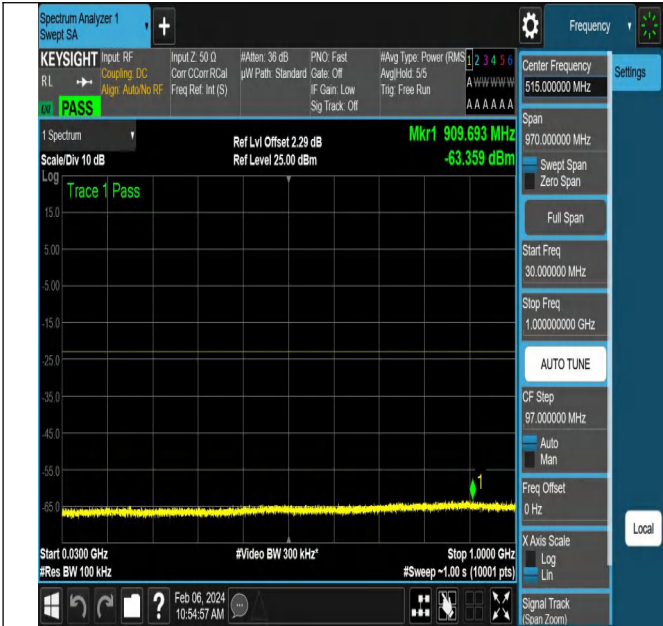 Spectrum Analyzer 1
Swept SA
Frequency
KEYSIGHT
RL
PASS
Input: RF
Coupling: DC
Align: Auto/No RF
Input Z: 50 Ω
Corr CCorr RCal
Freq Ref: Int (S)
#Atten: 36 dB
µW Path: Standard
PNO: Fast
Gate: Off
IF Gain: Low
Sig Track: Off
#Avg Type: Power (RMS
Avg|Hold: 5/5
Trig: Free Run
1 2 3 4 5 6
A W W W W W
A A A A A A
1 Spectrum
Scale/Div 10 dB
Ref Lvl Offset 2.29 dB
Ref Level 25.00 dBm
Mkr1 909.693 MHz
-63.359 dBm
Log
Trace 1 Pass
15.0
5.00
-5.00
-15.0
-25.0
-35.0
-45.0
-55.0
-65.0
1
Start 0.0300 GHz
#Res BW 100 kHz
#Video BW 300 kHz*
Stop 1.0000 GHz
#Sweep ~1.00 s (10001 pts)
Feb 06, 2024
10:54:57 AM
Settings
Center Frequency
515.000000 MHz
Span
970.000000 MHz
Swept Span
Zero Span
Full Span
Start Freq
30.000000 MHz
Stop Freq
1.000000000 GHz
AUTO TUNE
CF Step
97.000000 MHz
Auto
Man
Freq Offset
0 Hz
X Axis Scale
Log
Lin
Signal Track
(Span Zoom)
Local